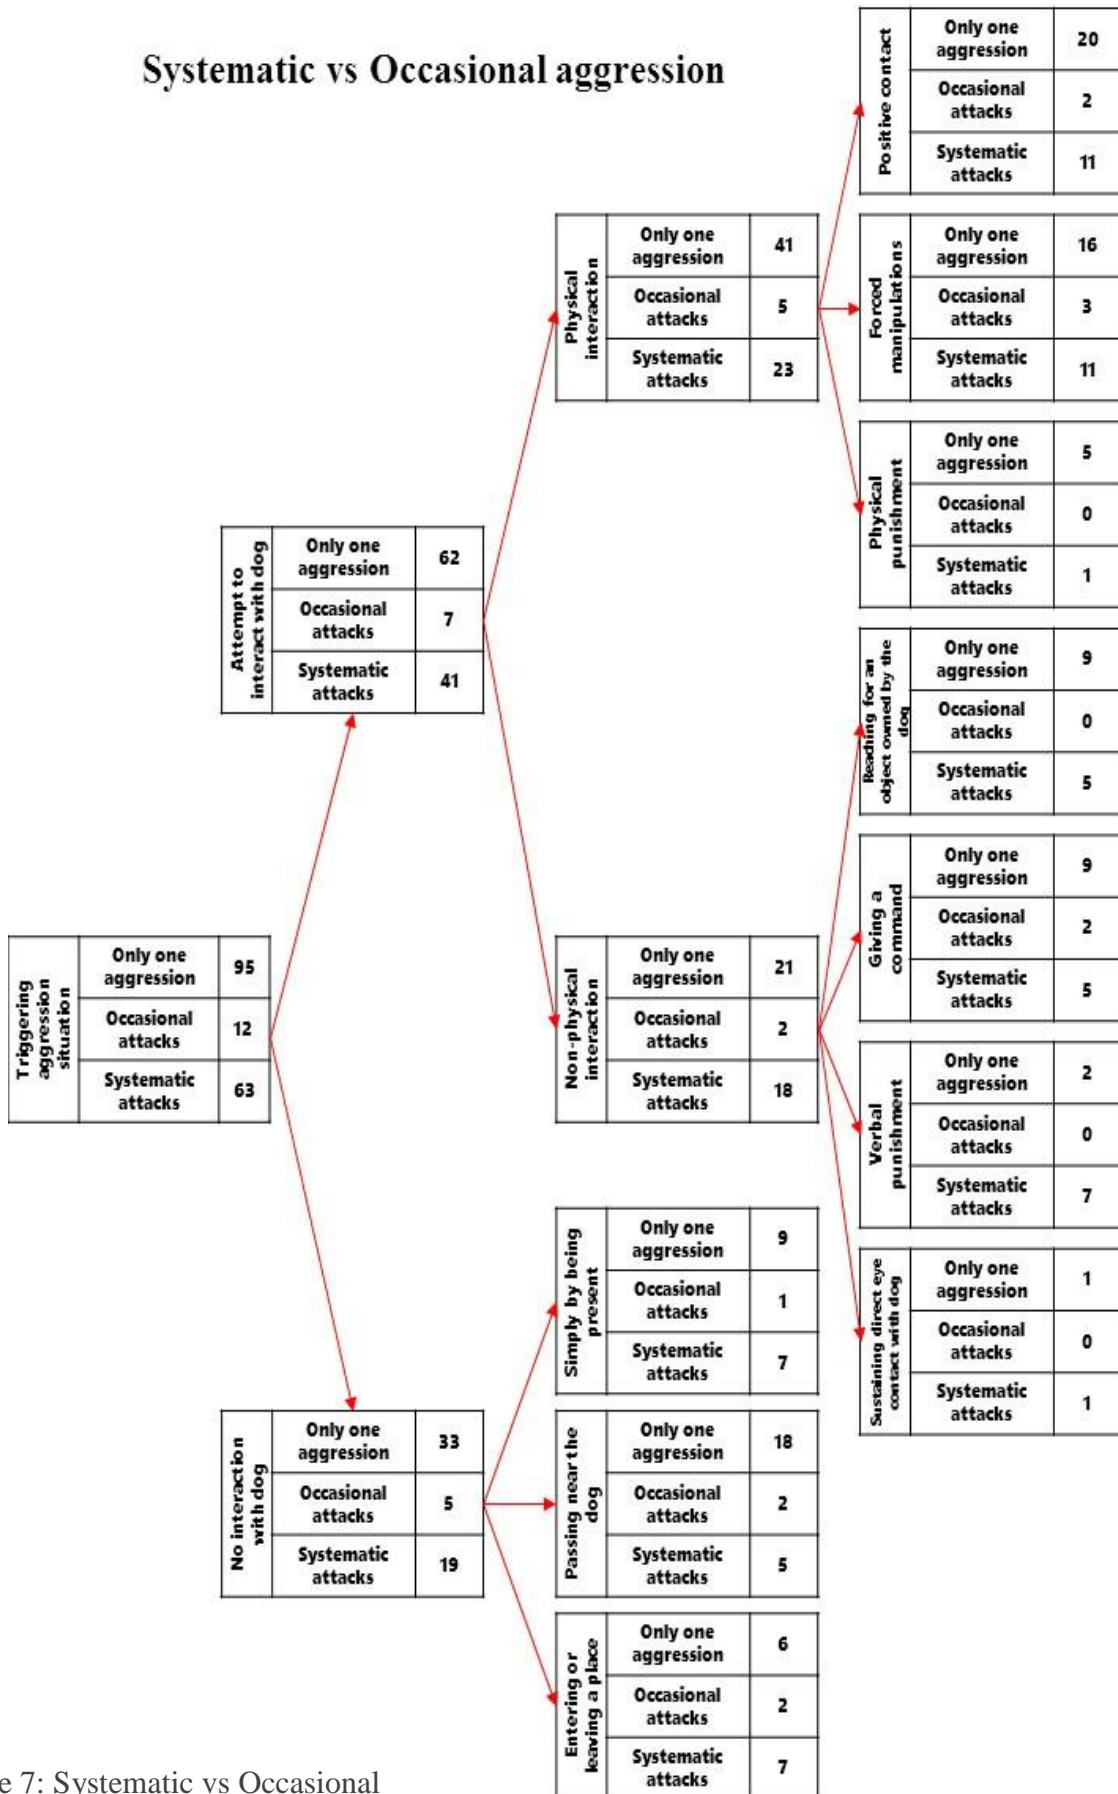 Systematic vs Occasional aggression
Triggering
aggression
situation
Only one
aggression
95
Occasional
attacks
12
Systematic
attacks
63
Attempt to
interact with dog
Only one
aggression
62
Occasional
attacks
7
Systematic
attacks
41
No interaction
with dog
Only one
aggression
33
Occasional
attacks
5
Systematic
attacks
19
Physical
interaction
Only one
aggression
41
Occasional
attacks
5
Systematic
attacks
23
Non-physical
interaction
Only one
aggression
21
Occasional
attacks
2
Systematic
attacks
18
Simply by being
present
Only one
aggression
9
Occasional
attacks
1
Systematic
attacks
7
Passing near the
dog
Only one
aggression
18
Occasional
attacks
2
Systematic
attacks
5
Entering or
leaving a place
Only one
aggression
6
Occasional
attacks
2
Systematic
attacks
7
Positive contact
Only one
aggression
20
Occasional
attacks
2
Systematic
attacks
11
Forced
manipulations
Only one
aggression
16
Occasional
attacks
3
Systematic
attacks
11
Physical
punishment
Only one
aggression
5
Occasional
attacks
0
Systematic
attacks
1
Reaching for an
object owned by the
dog
Only one
aggression
9
Occasional
attacks
0
Systematic
attacks
5
Giving a
command
Only one
aggression
9
Occasional
attacks
2
Systematic
attacks
5
Verbal
punishment
Only one
aggression
2
Occasional
attacks
0
Systematic
attacks
7
Sustaining direct eye
contact with dog
Only one
aggression
1
Occasional
attacks
0
Systematic
attacks
1
e 7: Systematic vs Occasional